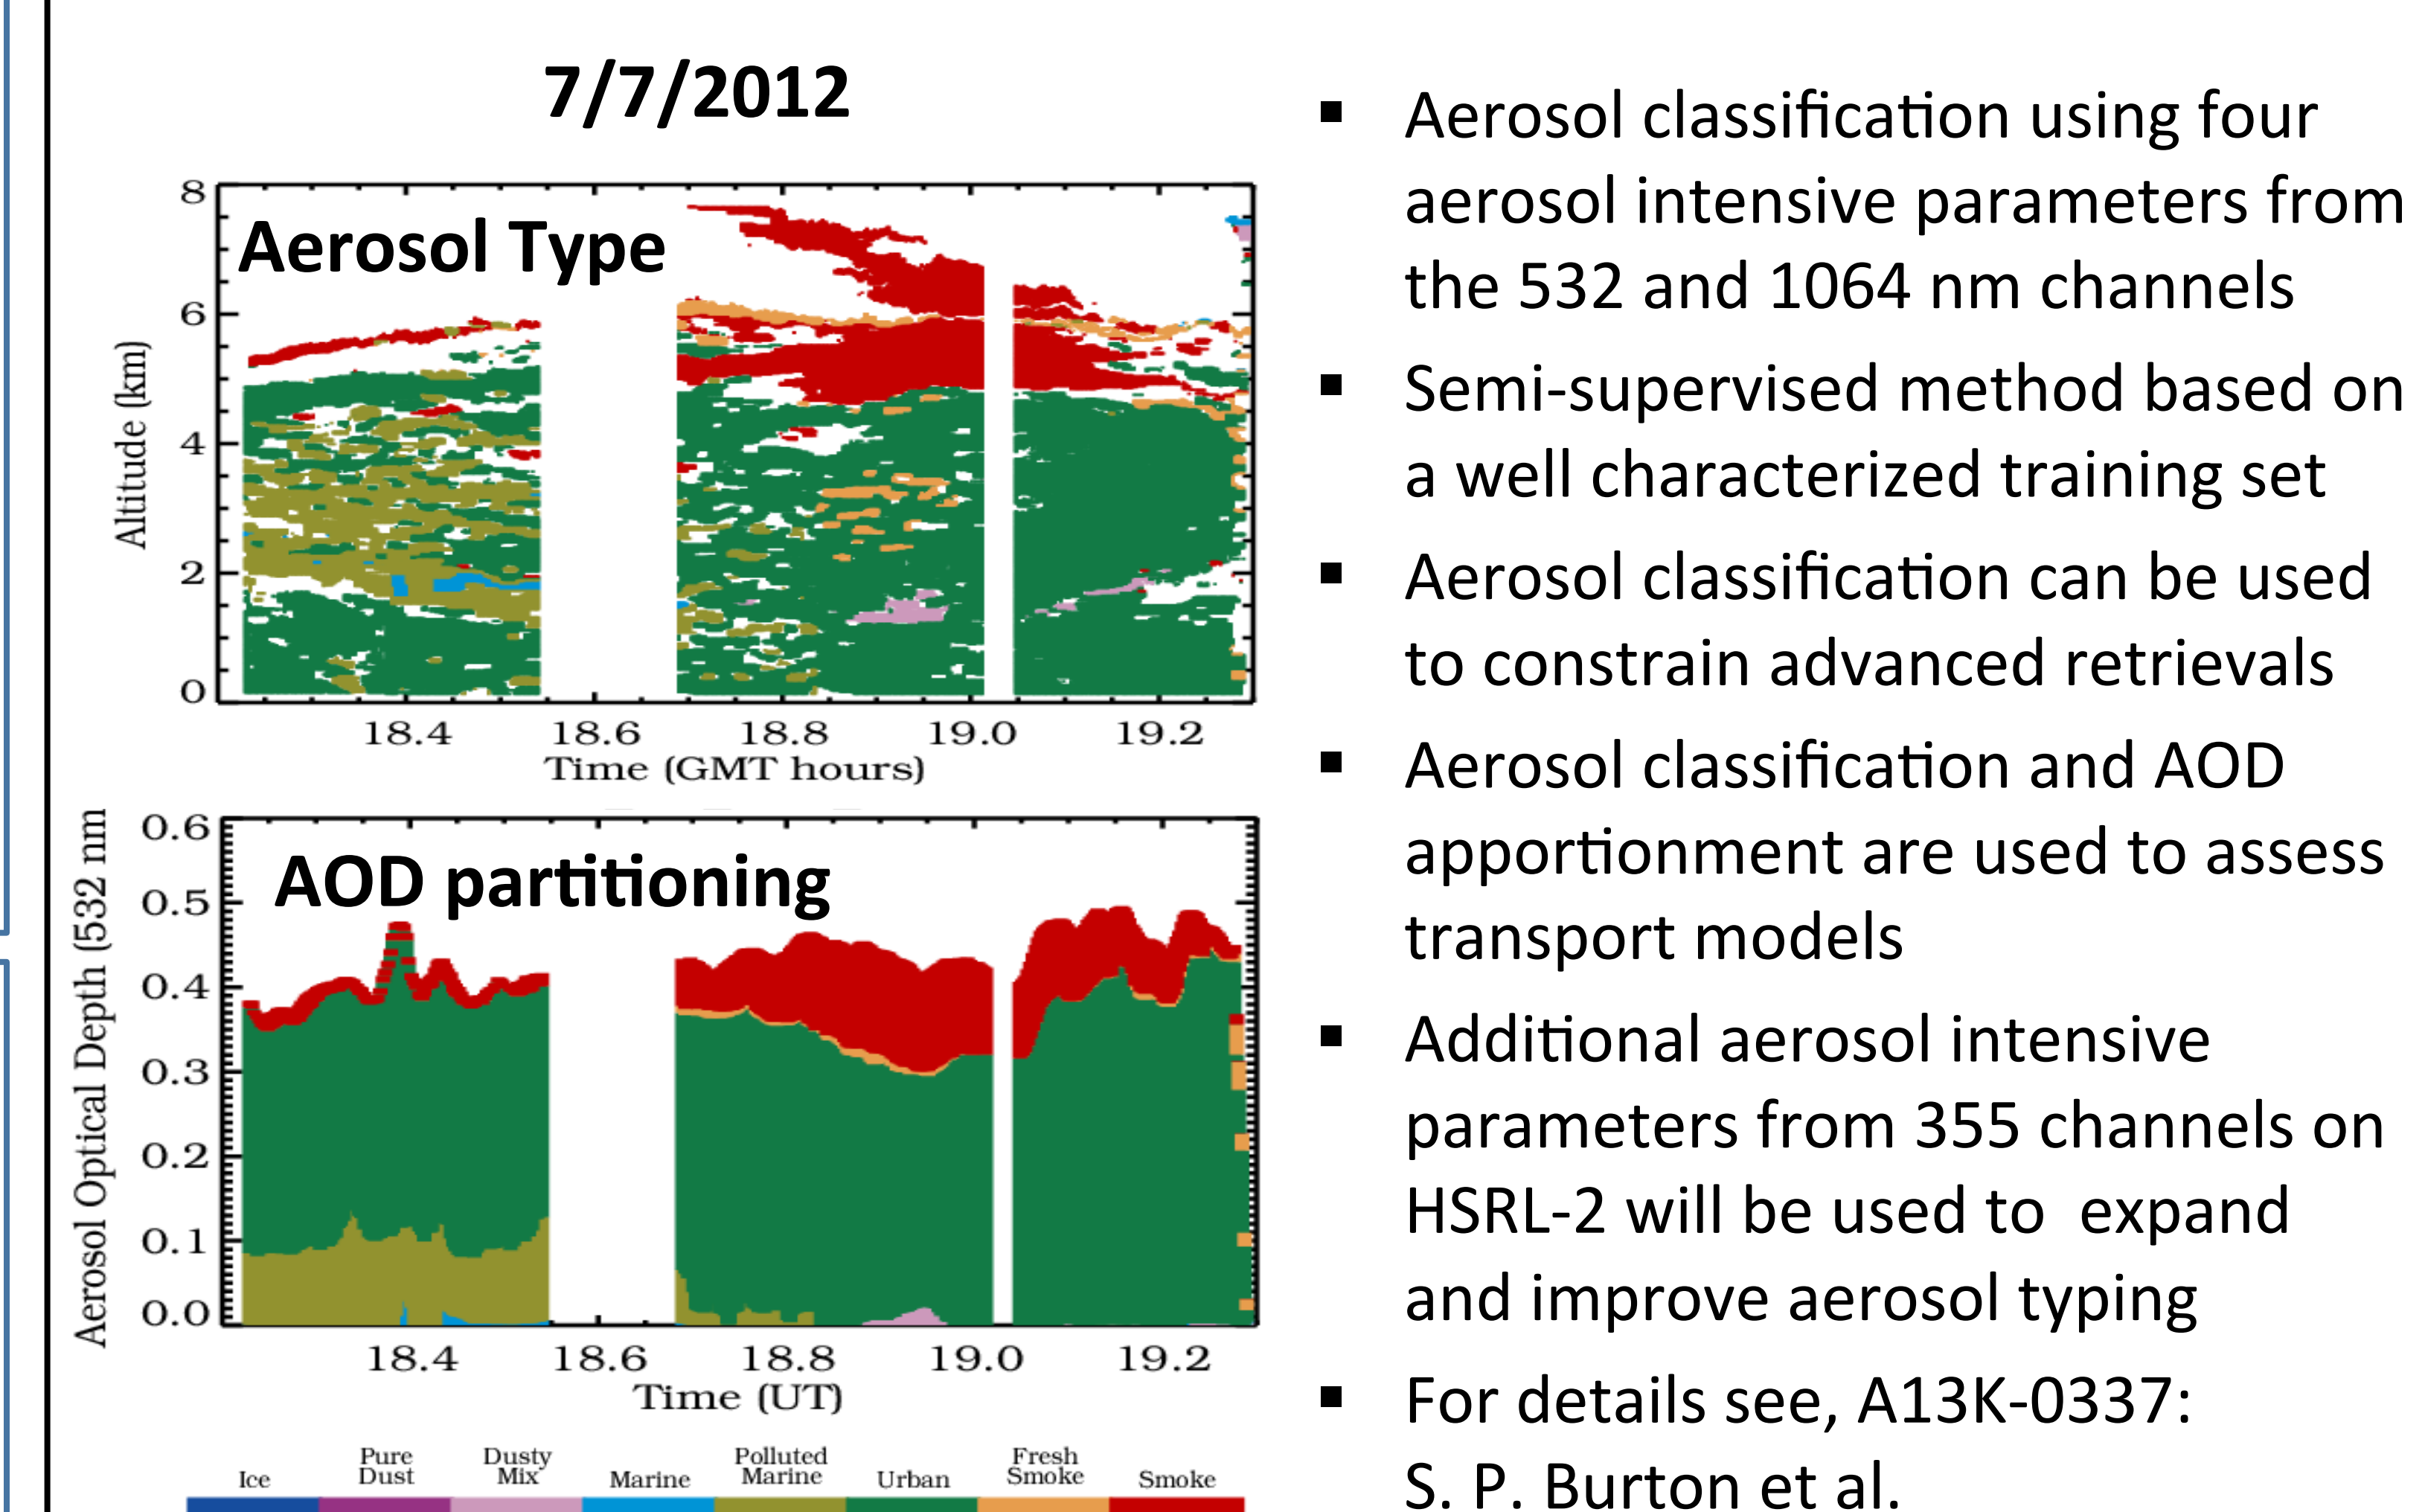 7/7/2012
Aerosol Type
8
6
4
2
0
Altitude (km)
18.4 18.6 18.8 19.0 19.2
Time (GMT hours)
AOD partitioning
0.6
0.5
0.4
0.3
0.2
0.1
0.0
Aerosol Optical Depth (532 nm
18.4 18.6 18.8 19.0 19.2
Time (UT)
Ice
Pure
Dust
Dusty
Mix
Marine
Polluted
Marine
Urban
Fresh
Smoke
Smoke
▪ Aerosol classification using four
aerosol intensive parameters from
the 532 and 1064 nm channels
▪ Semi-supervised method based on
a well characterized training set
▪ Aerosol classification can be used
to constrain advanced retrievals
▪ Aerosol classification and AOD
apportionment are used to assess
transport models
▪ Additional aerosol intensive
parameters from 355 channels on
HSRL-2 will be used to  expand
and improve aerosol typing
▪ For details see, A13K-0337:
S. P. Burton et al.